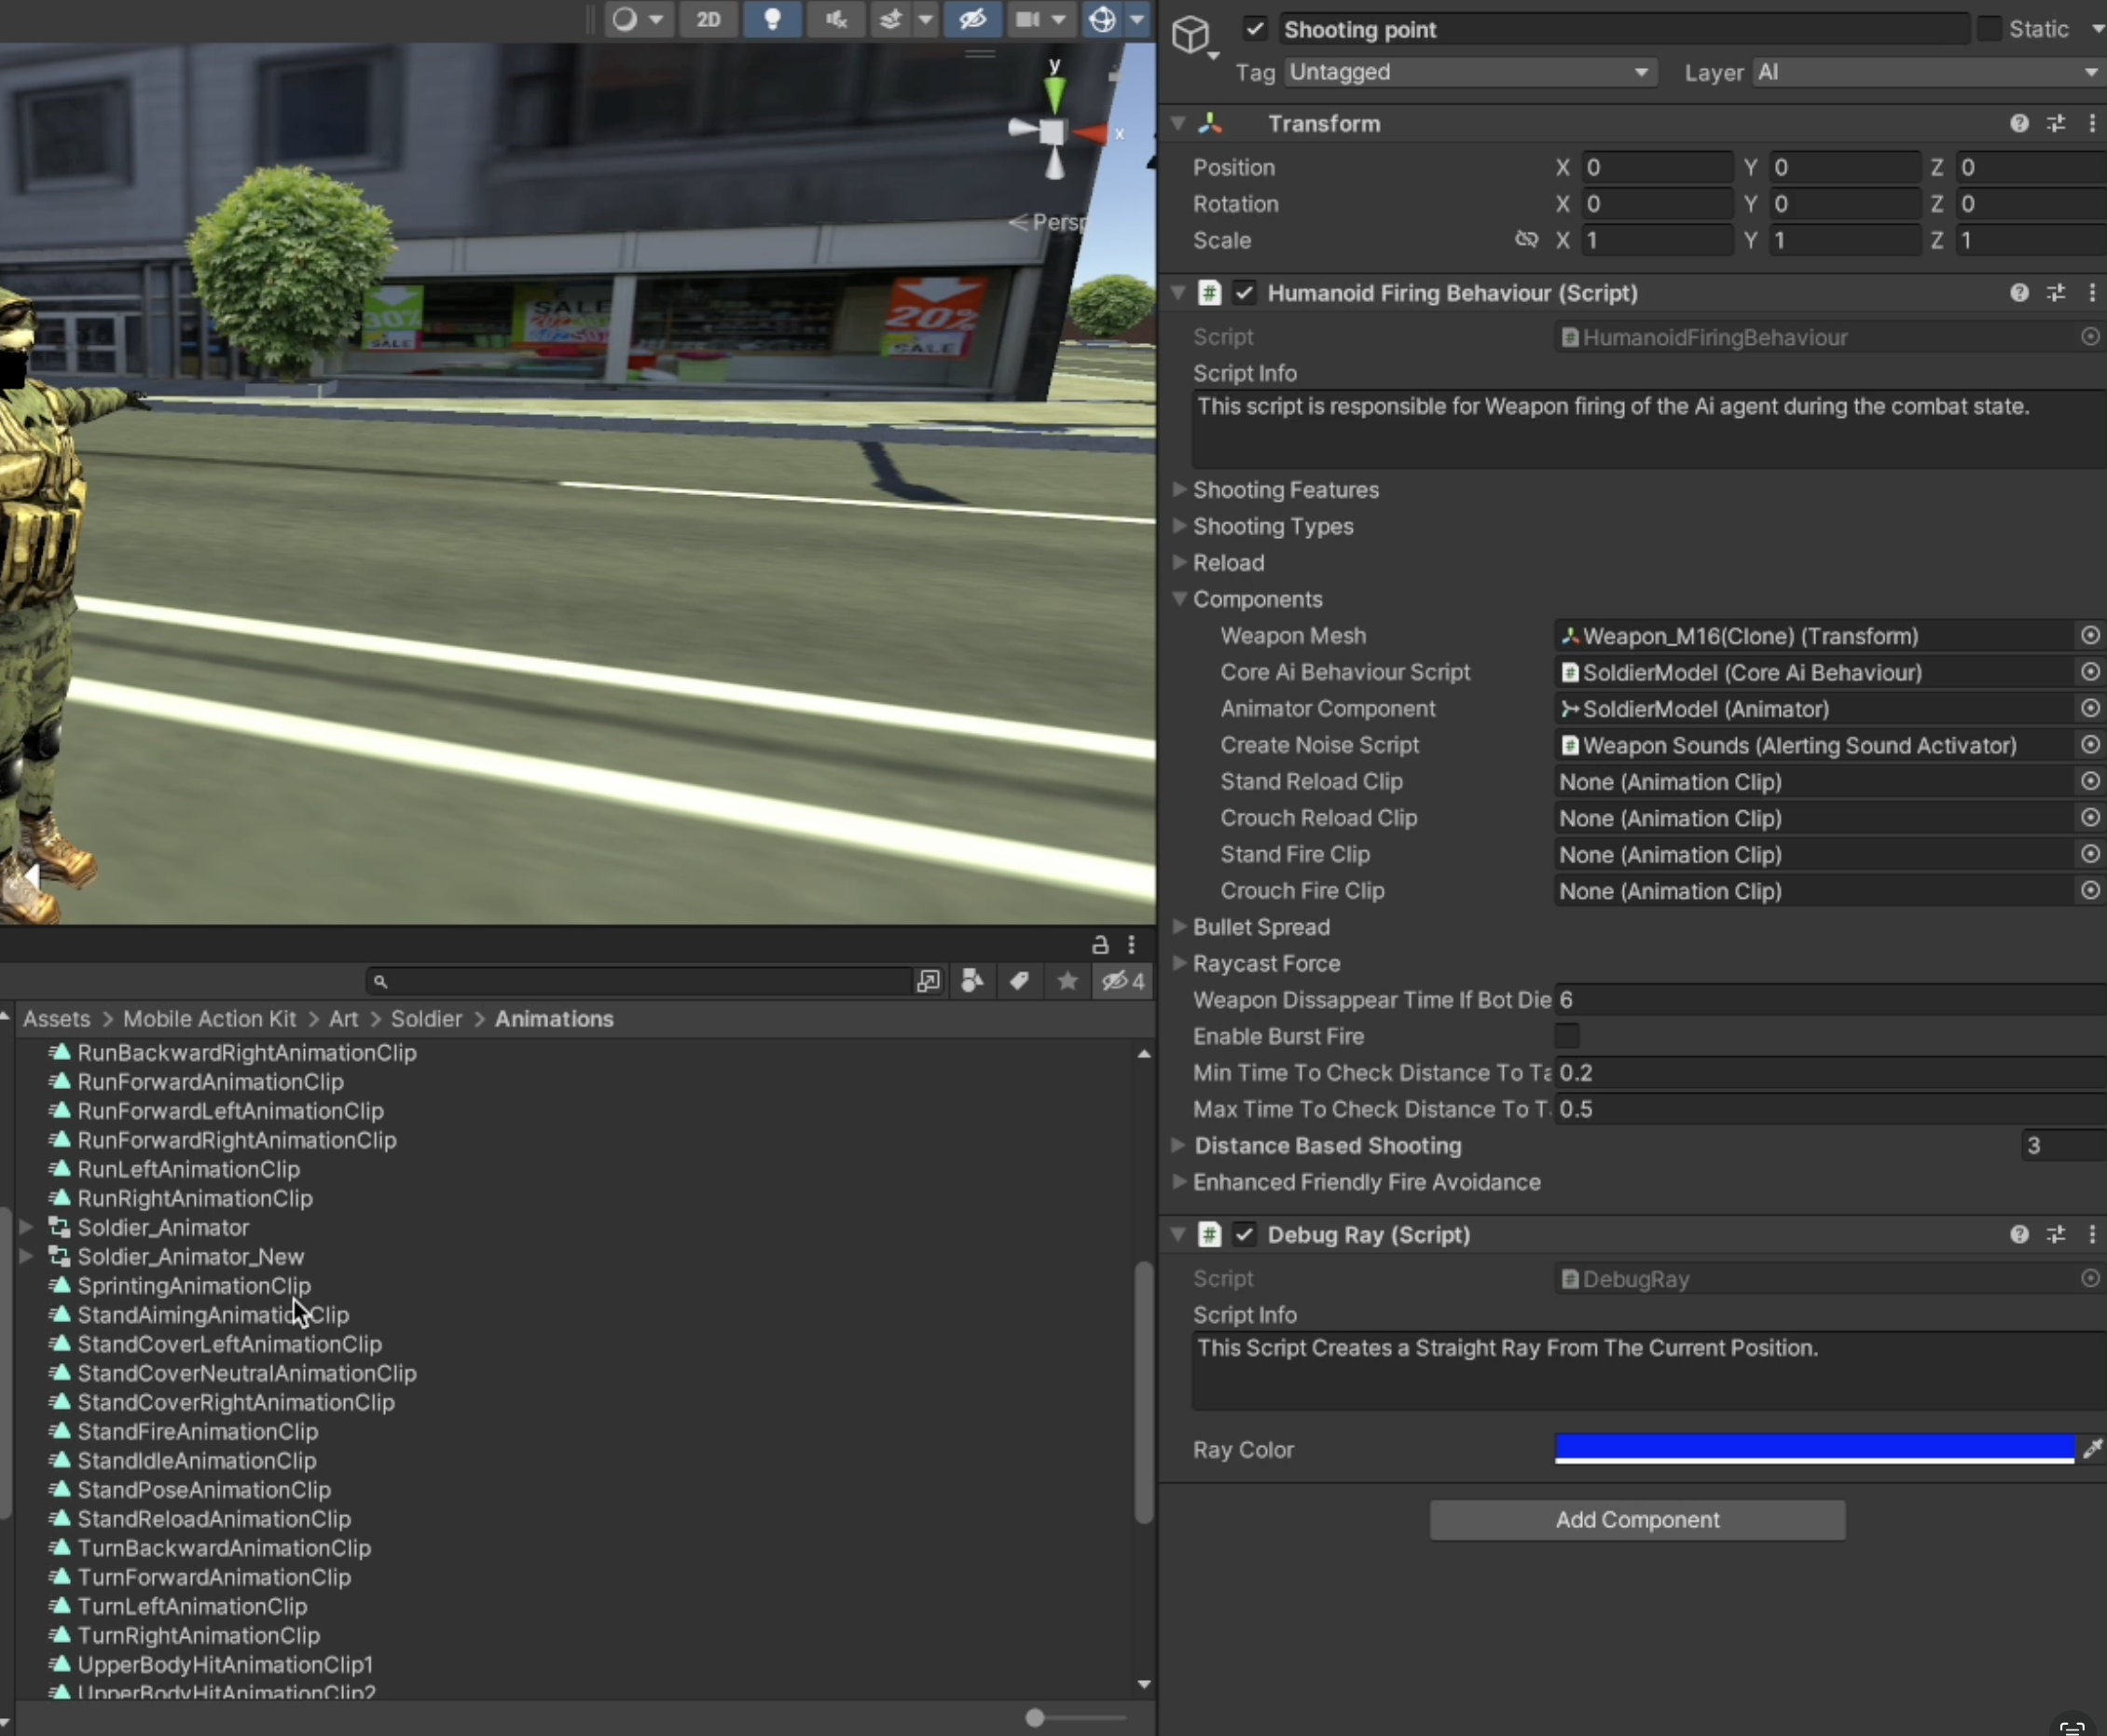 2D
y
x
< Persp
30%
SALE
SALE
20%
SALE
4
Assets > Mobile Action Kit > Art > Soldier > Animations
RunBackwardRightAnimationClip
RunForwardAnimationClip
RunForwardLeftAnimationClip
RunForwardRightAnimationClip
RunLeftAnimationClip
RunRightAnimationClip
Soldier_Animator
Soldier_Animator_New
SprintingAnimationClip
StandAimingAnimationClip
StandCoverLeftAnimationClip
StandCoverNeutralAnimationClip
StandCoverRightAnimationClip
StandFireAnimationClip
StandIdleAnimationClip
StandPoseAnimationClip
StandReloadAnimationClip
TurnBackwardAnimationClip
TurnForwardAnimationClip
TurnLeftAnimationClip
TurnRightAnimationClip
UpperBodyHitAnimationClip1
UpperBodyHitAnimationClip2
Shooting point
Static
Tag Untagged Layer AI
Transform
Position X 0 Y 0 Z 0
Rotation X 0 Y 0 Z 0
Scale X 1 Y 1 Z 1
# Humanoid Firing Behaviour (Script)
Script HumanoidFiringBehaviour
Script Info
This script is responsible for Weapon firing of the Ai agent during the combat state.
Shooting Features
Shooting Types
Reload
Components
Weapon Mesh Weapon_M16(Clone) (Transform)
Core Ai Behaviour Script SoldierModel (Core Ai Behaviour)
Animator Component SoldierModel (Animator)
Create Noise Script Weapon Sounds (Alerting Sound Activator)
Stand Reload Clip None (Animation Clip)
Crouch Reload Clip None (Animation Clip)
Stand Fire Clip None (Animation Clip)
Crouch Fire Clip None (Animation Clip)
Bullet Spread
Raycast Force
Weapon Dissappear Time If Bot Die 6
Enable Burst Fire
Min Time To Check Distance To Ta 0.2
Max Time To Check Distance To T 0.5
Distance Based Shooting 3
Enhanced Friendly Fire Avoidance
# Debug Ray (Script)
Script DebugRay
Script Info
This Script Creates a Straight Ray From The Current Position.
Ray Color
Add Component